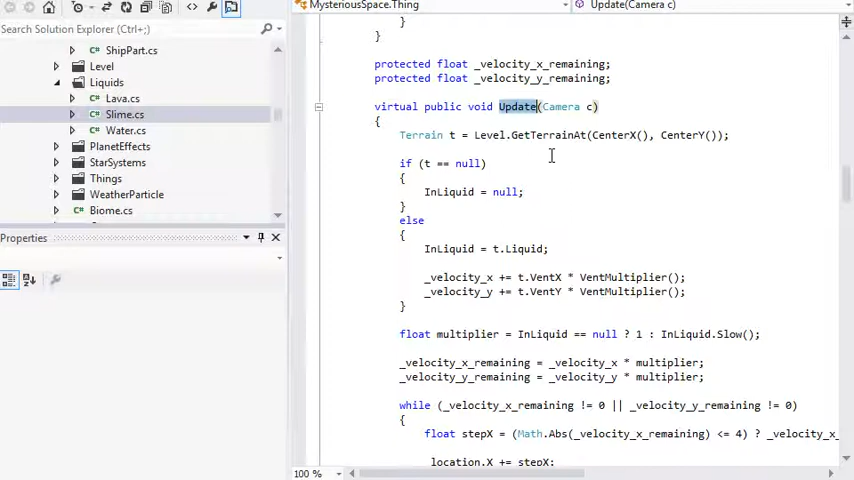 MysteriousSpace.Thing
Update(Camera c)
Search Solution Explorer (Ctrl+;)
ShipPart.cs
Level
Liquids
Lava.cs
Slime.cs
Water.cs
PlanetEffects
StarSystems
Things
WeatherParticle
Biome.cs
Properties
}
}
protected float _velocity_x_remaining;
protected float _velocity_y_remaining;
virtual public void Update(Camera c)
{
Terrain t = Level.GetTerrainAt(CenterX(), CenterY());
if (t == null)
{
InLiquid = null;
}
else
{
InLiquid = t.Liquid;
_velocity_x += t.VentX * VentMultiplier();
_velocity_y += t.VentY * VentMultiplier();
}
float multiplier = InLiquid == null ? 1 : InLiquid.Slow();
_velocity_x_remaining = _velocity_x * multiplier;
_velocity_y_remaining = _velocity_y * multiplier;
while (_velocity_x_remaining != 0 || _velocity_y_remaining != 0)
{
float stepX = (Math.Abs(_velocity_x_remaining) <= 4) ? _velocity_x_
_location.X += stepX;
100 %